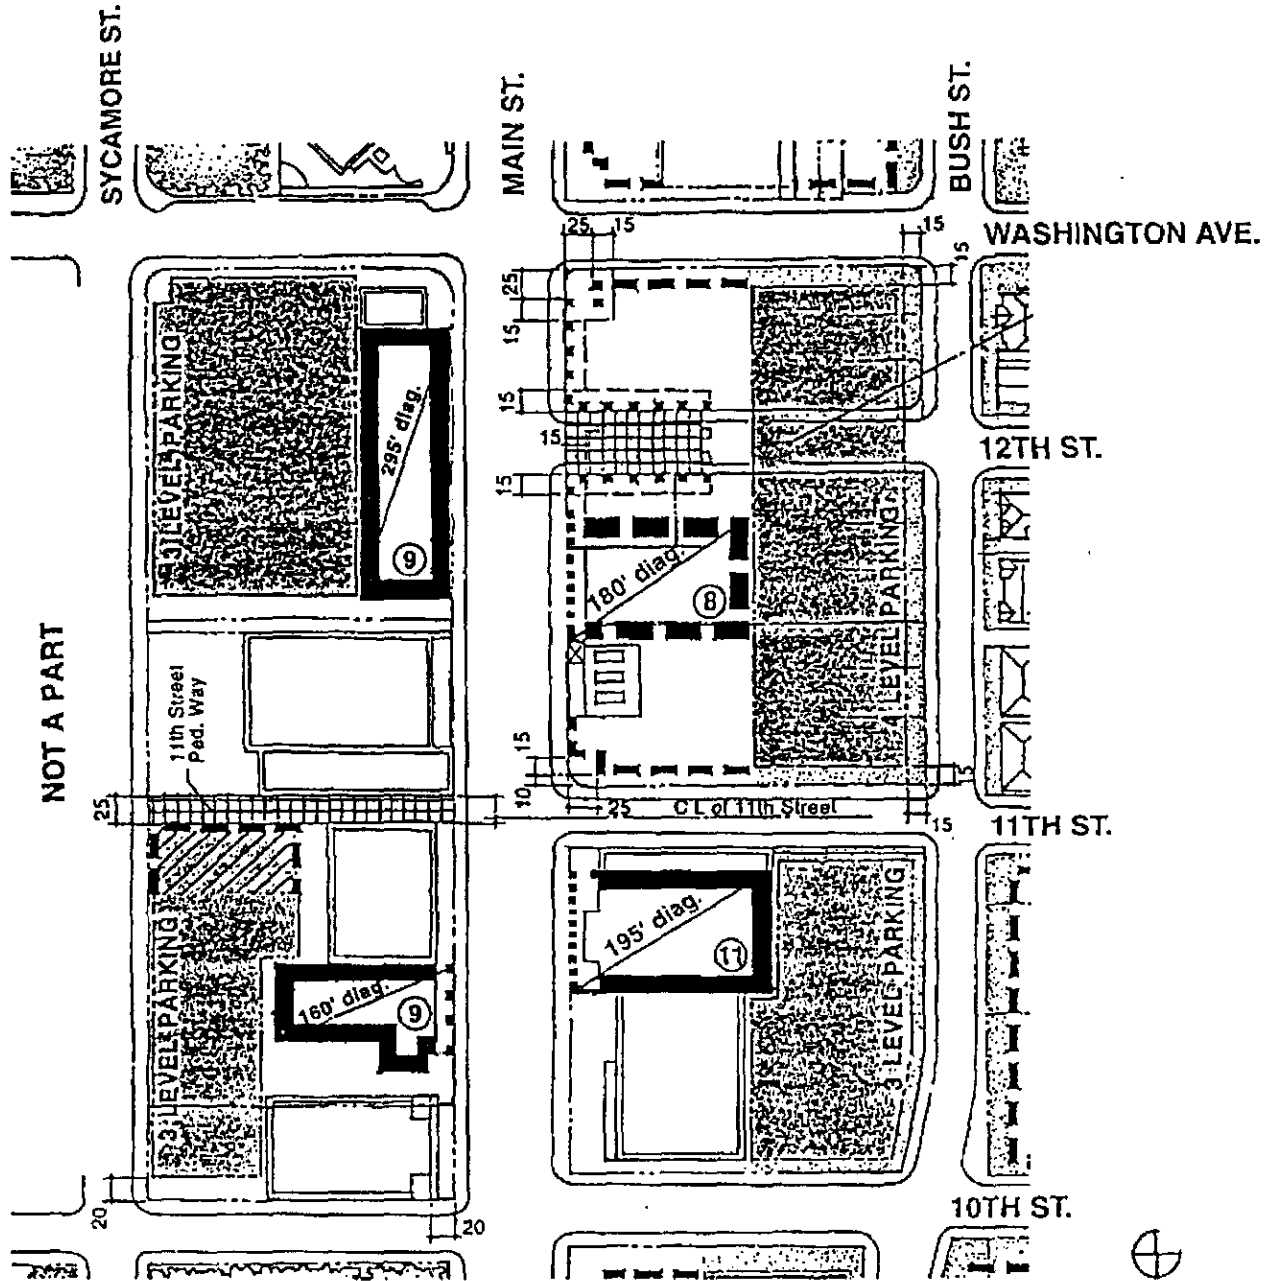 SYCAMORE ST.
MAIN ST.
BUSH ST.
WASHINGTON AVE.
25
15
15
15
25
15
(3) LEVEL PARKING
295' diag.
9
15
15
15
12TH ST.
180' diag.
8
4 LEVEL PARKING
NOT A PART
11th Street
Ped. Way
25
15
10
25
C L of 11th Street
15
15
11TH ST.
195' diag.
11
3 LEVEL PARKING
(3) LEVEL PARKING
160' diag.
9
20
20
10TH ST.